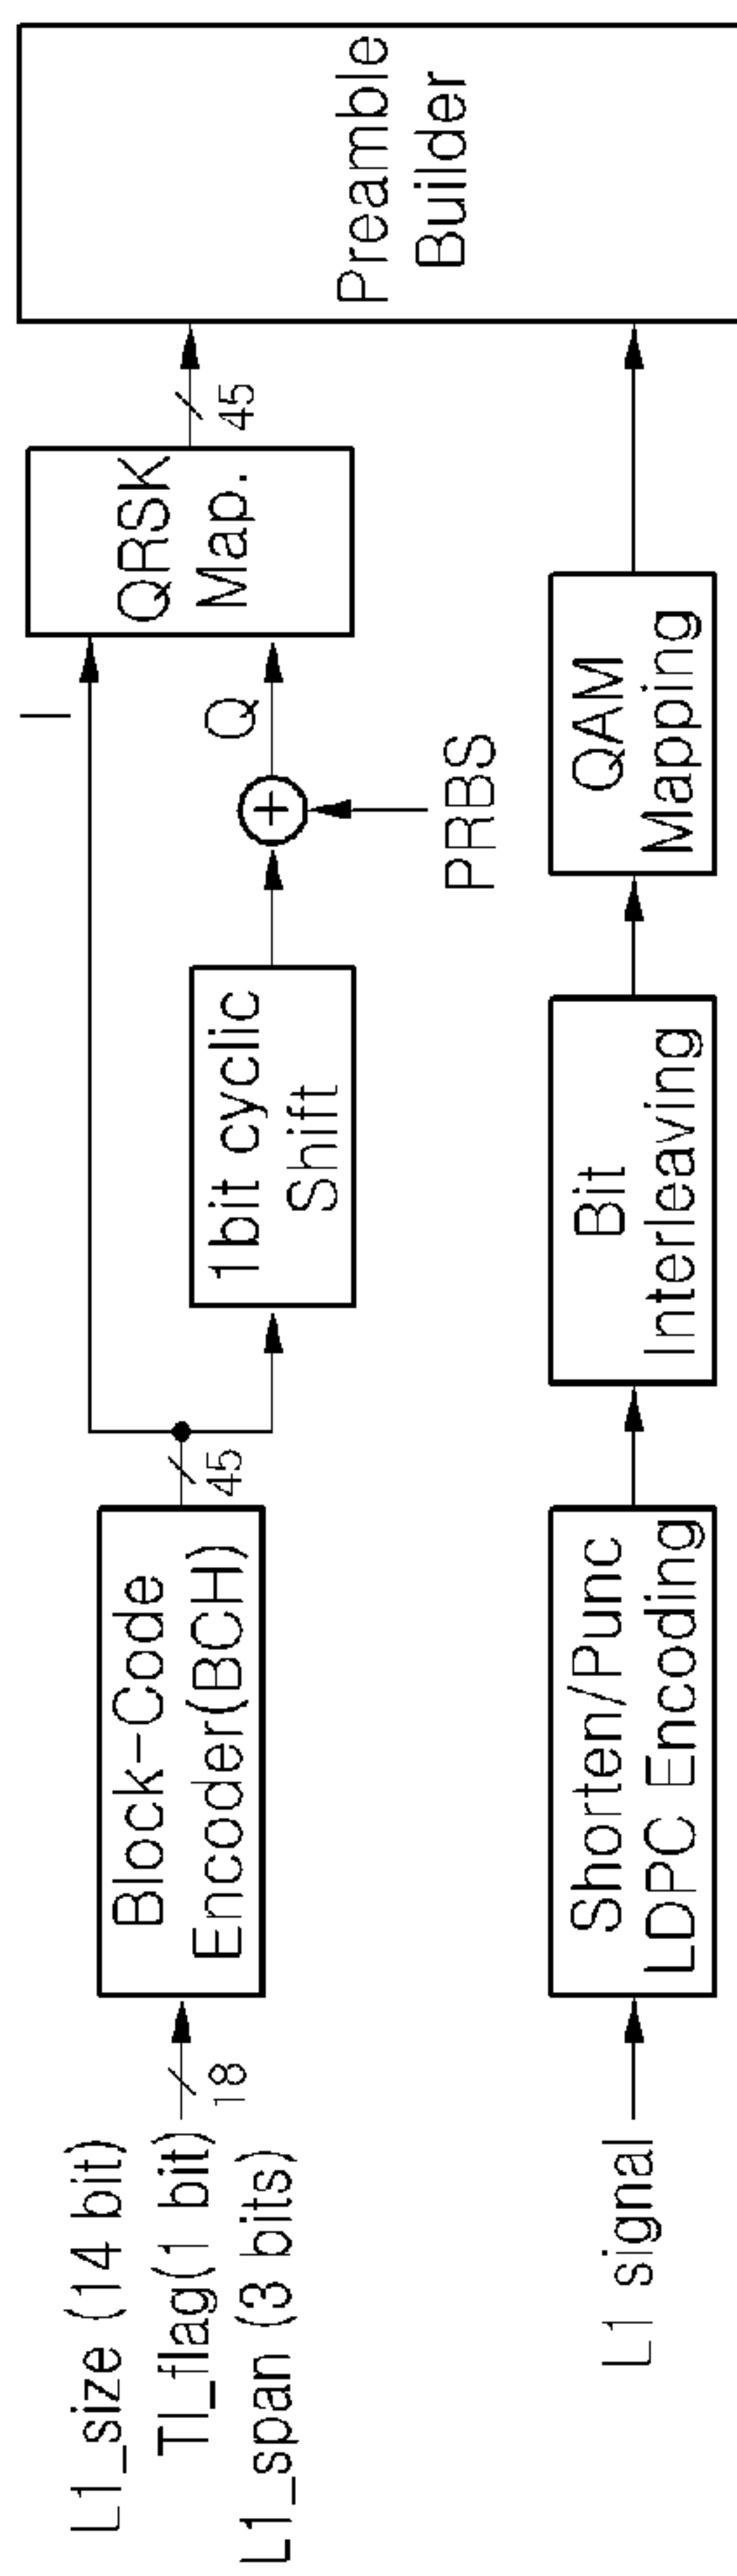 L1_size (14 bit)
TI_flag(1 bit)
L1_span (3 bits)
18
Block-Code
Encoder(BCH)
45
1bit cyclic
Shift
PRBS
I
Q
QRSK
Map.
45
Preamble
Builder
L1 signal
Shorten/Punc
LDPC Encoding
Bit
Interleaving
QAM
Mapping